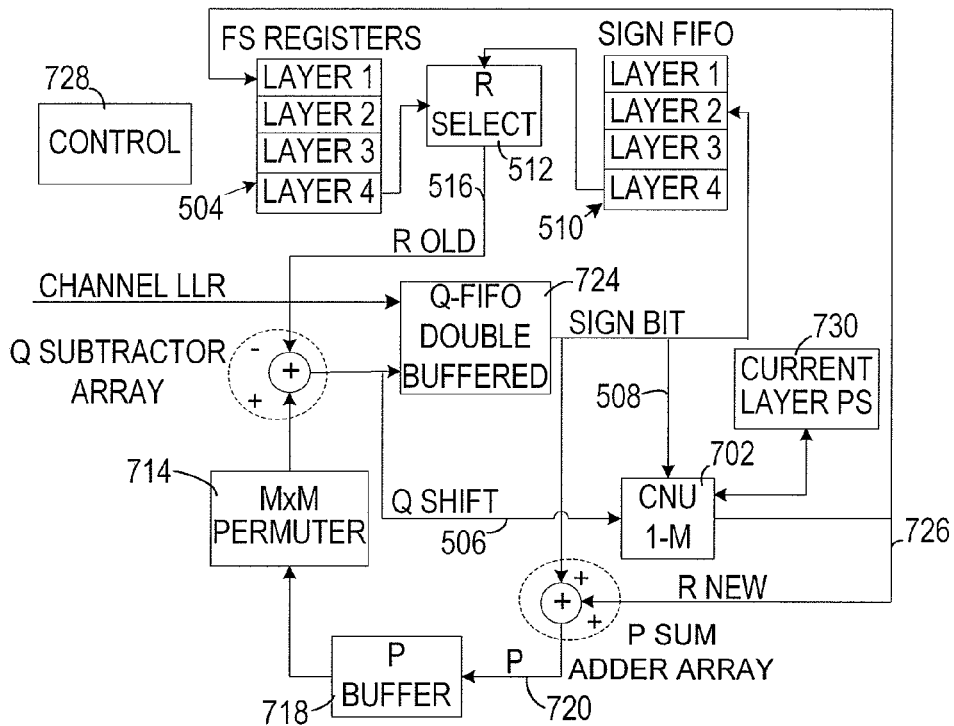 FS REGISTERS
SIGN FIFO
728
CONTROL
LAYER 1
LAYER 2
LAYER 3
LAYER 4
504
R
SELECT
512
516
LAYER 1
LAYER 2
LAYER 3
LAYER 4
510
R OLD
CHANNEL LLR
724
Q-FIFO
DOUBLE
BUFFERED
SIGN BIT
730
CURRENT
LAYER PS
Q SUBTRACTOR
ARRAY
-
+
+
508
702
714
MxM
PERMUTER
Q SHIFT
506
CNU
1-M
726
R NEW
+
+
+
P SUM
ADDER ARRAY
P
BUFFER
718
P
720